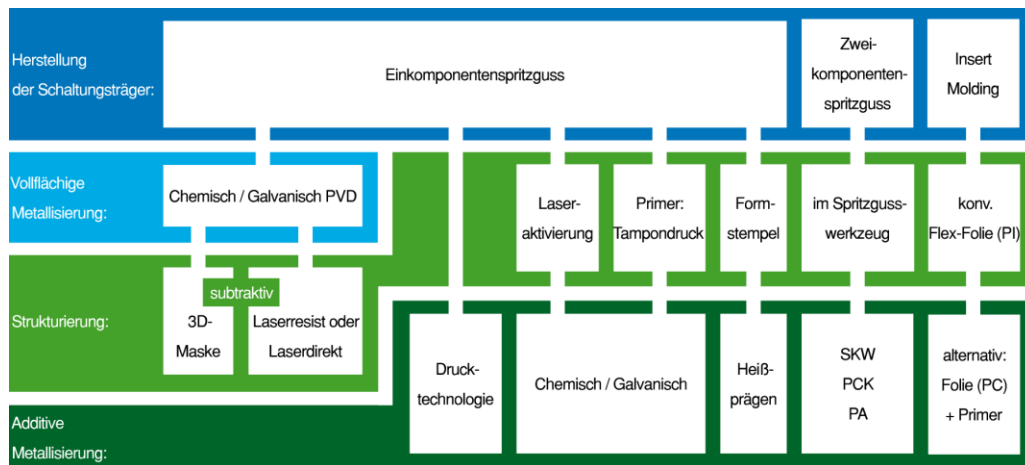 Herstellung
der Schaltungsträger:
Einkomponentenspritzguss
Zwei-
komponenten-
spritzguss
Insert
Molding
Vollflächige
Metallisierung:
Chemisch / Galvanisch PVD
Laser-
aktivierung
Primer:
Tampondruck
Form-
stempel
im Spritzguss-
werkzeug
konv.
Flex-Folie (PI)
Strukturierung:
subtraktiv
3D-
Maske
Laserresist oder
Laserdirekt
Druck-
technologie
Chemisch / Galvanisch
Heiß-
prägen
SKW
PCK
PA
alternativ:
Folie (PC)
+ Primer
Additive
Metallisierung: